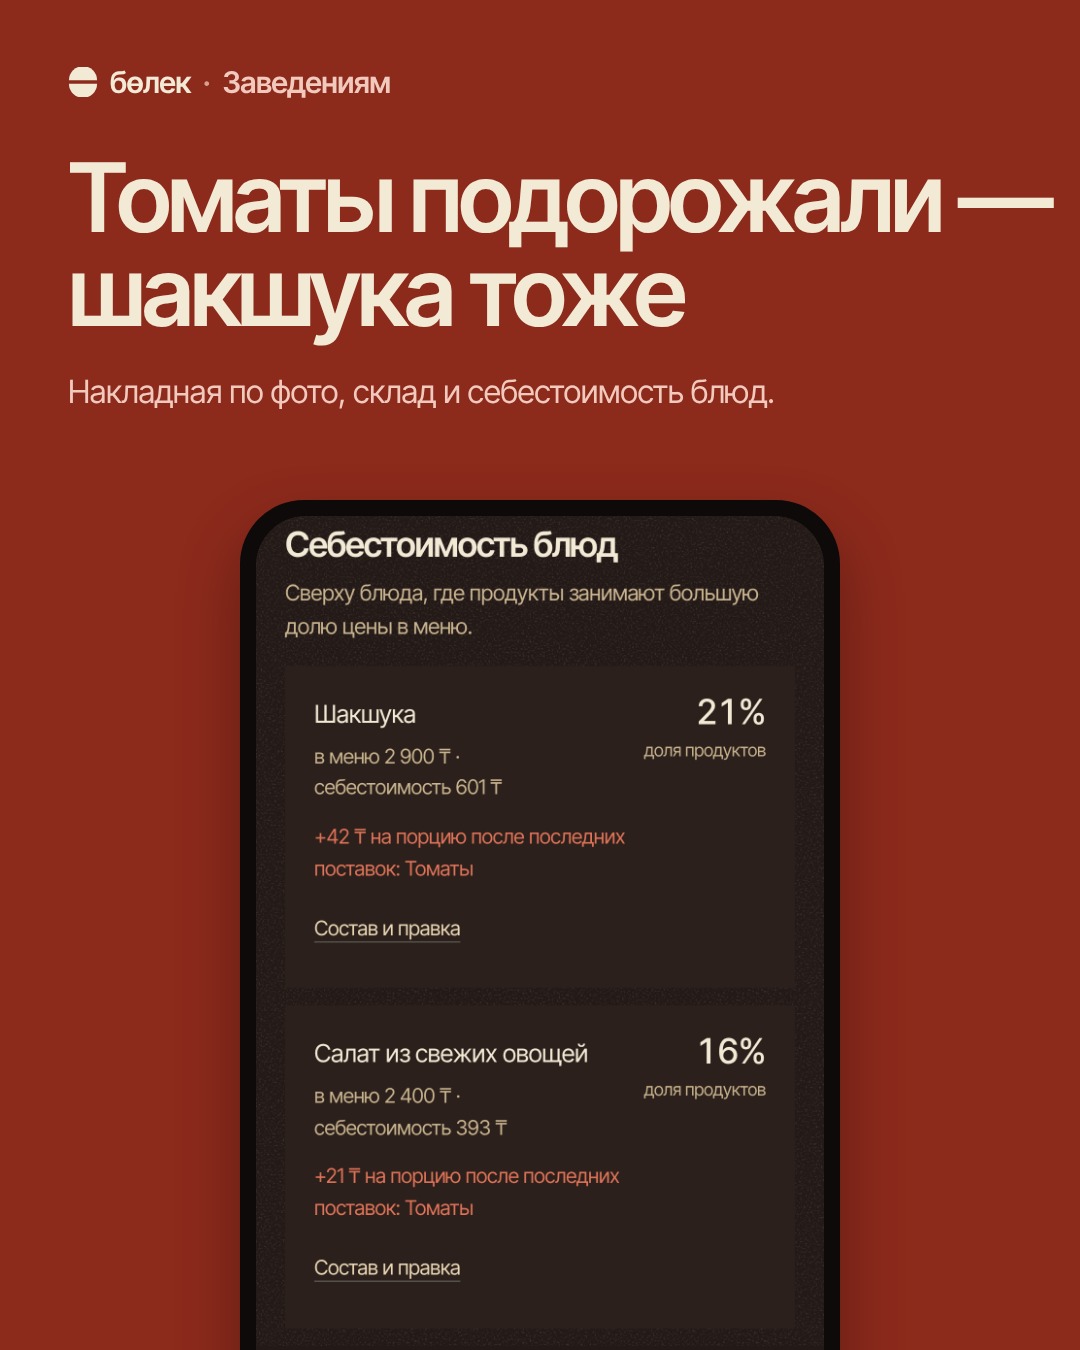 бөлек · Заведениям
Томаты подорожали —
шакшука тоже
Накладная по фото, склад и себестоимость блюд.
Себестоимость блюд
Сверху блюда, где продукты занимают большую
долю цены в меню.
Шакшука 21%
в меню 2 900 ₸ · доля продуктов
себестоимость 601 ₸
+42 ₸ на порцию после последних
поставок: Томаты
Состав и правка
Салат из свежих овощей 16%
в меню 2 400 ₸ · доля продуктов
себестоимость 393 ₸
+21 ₸ на порцию после последних
поставок: Томаты
Состав и правка